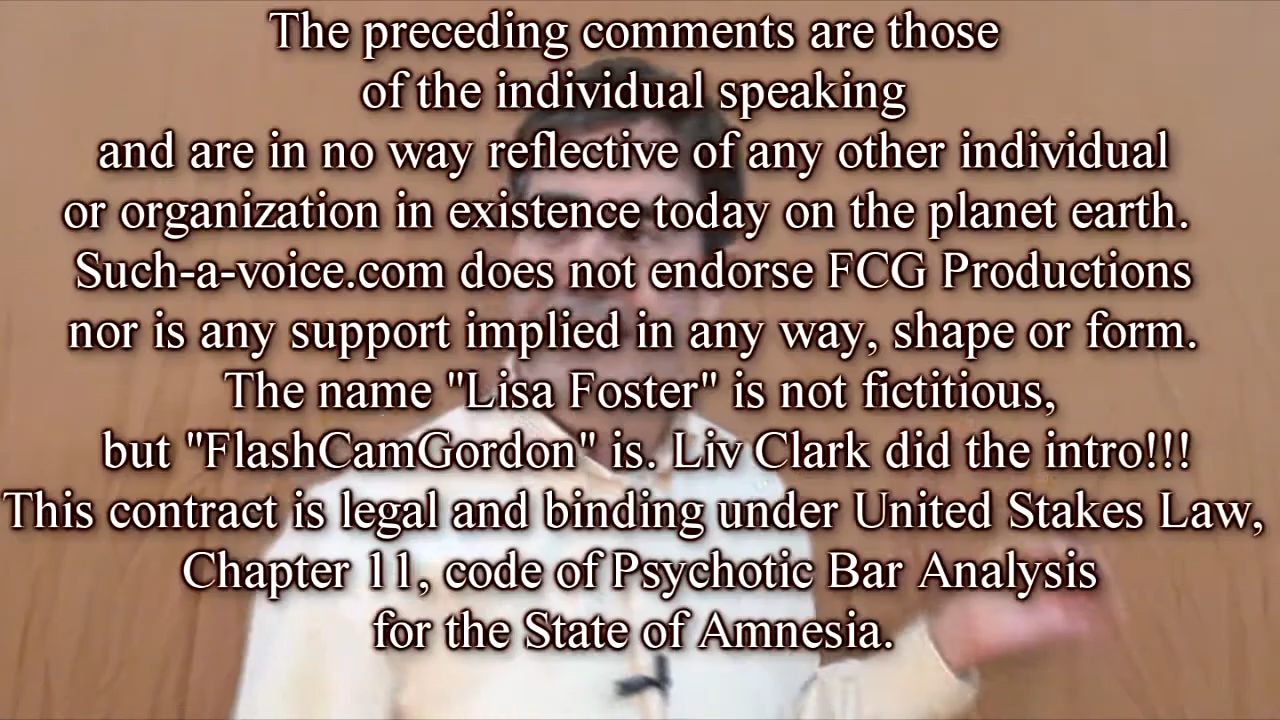 The preceding comments are those
of the individual speaking
and are in no way reflective of any other individual
or organization in existence today on the planet earth.
Such-a-voice.com does not endorse FCG Productions
nor is any support implied in any way, shape or form.
The name "Lisa Foster" is not fictitious,
but "FlashCamGordon" is. Liv Clark did the intro!!!
This contract is legal and binding under United Stakes Law,
Chapter 11, code of Psychotic Bar Analysis
for the State of Amnesia.